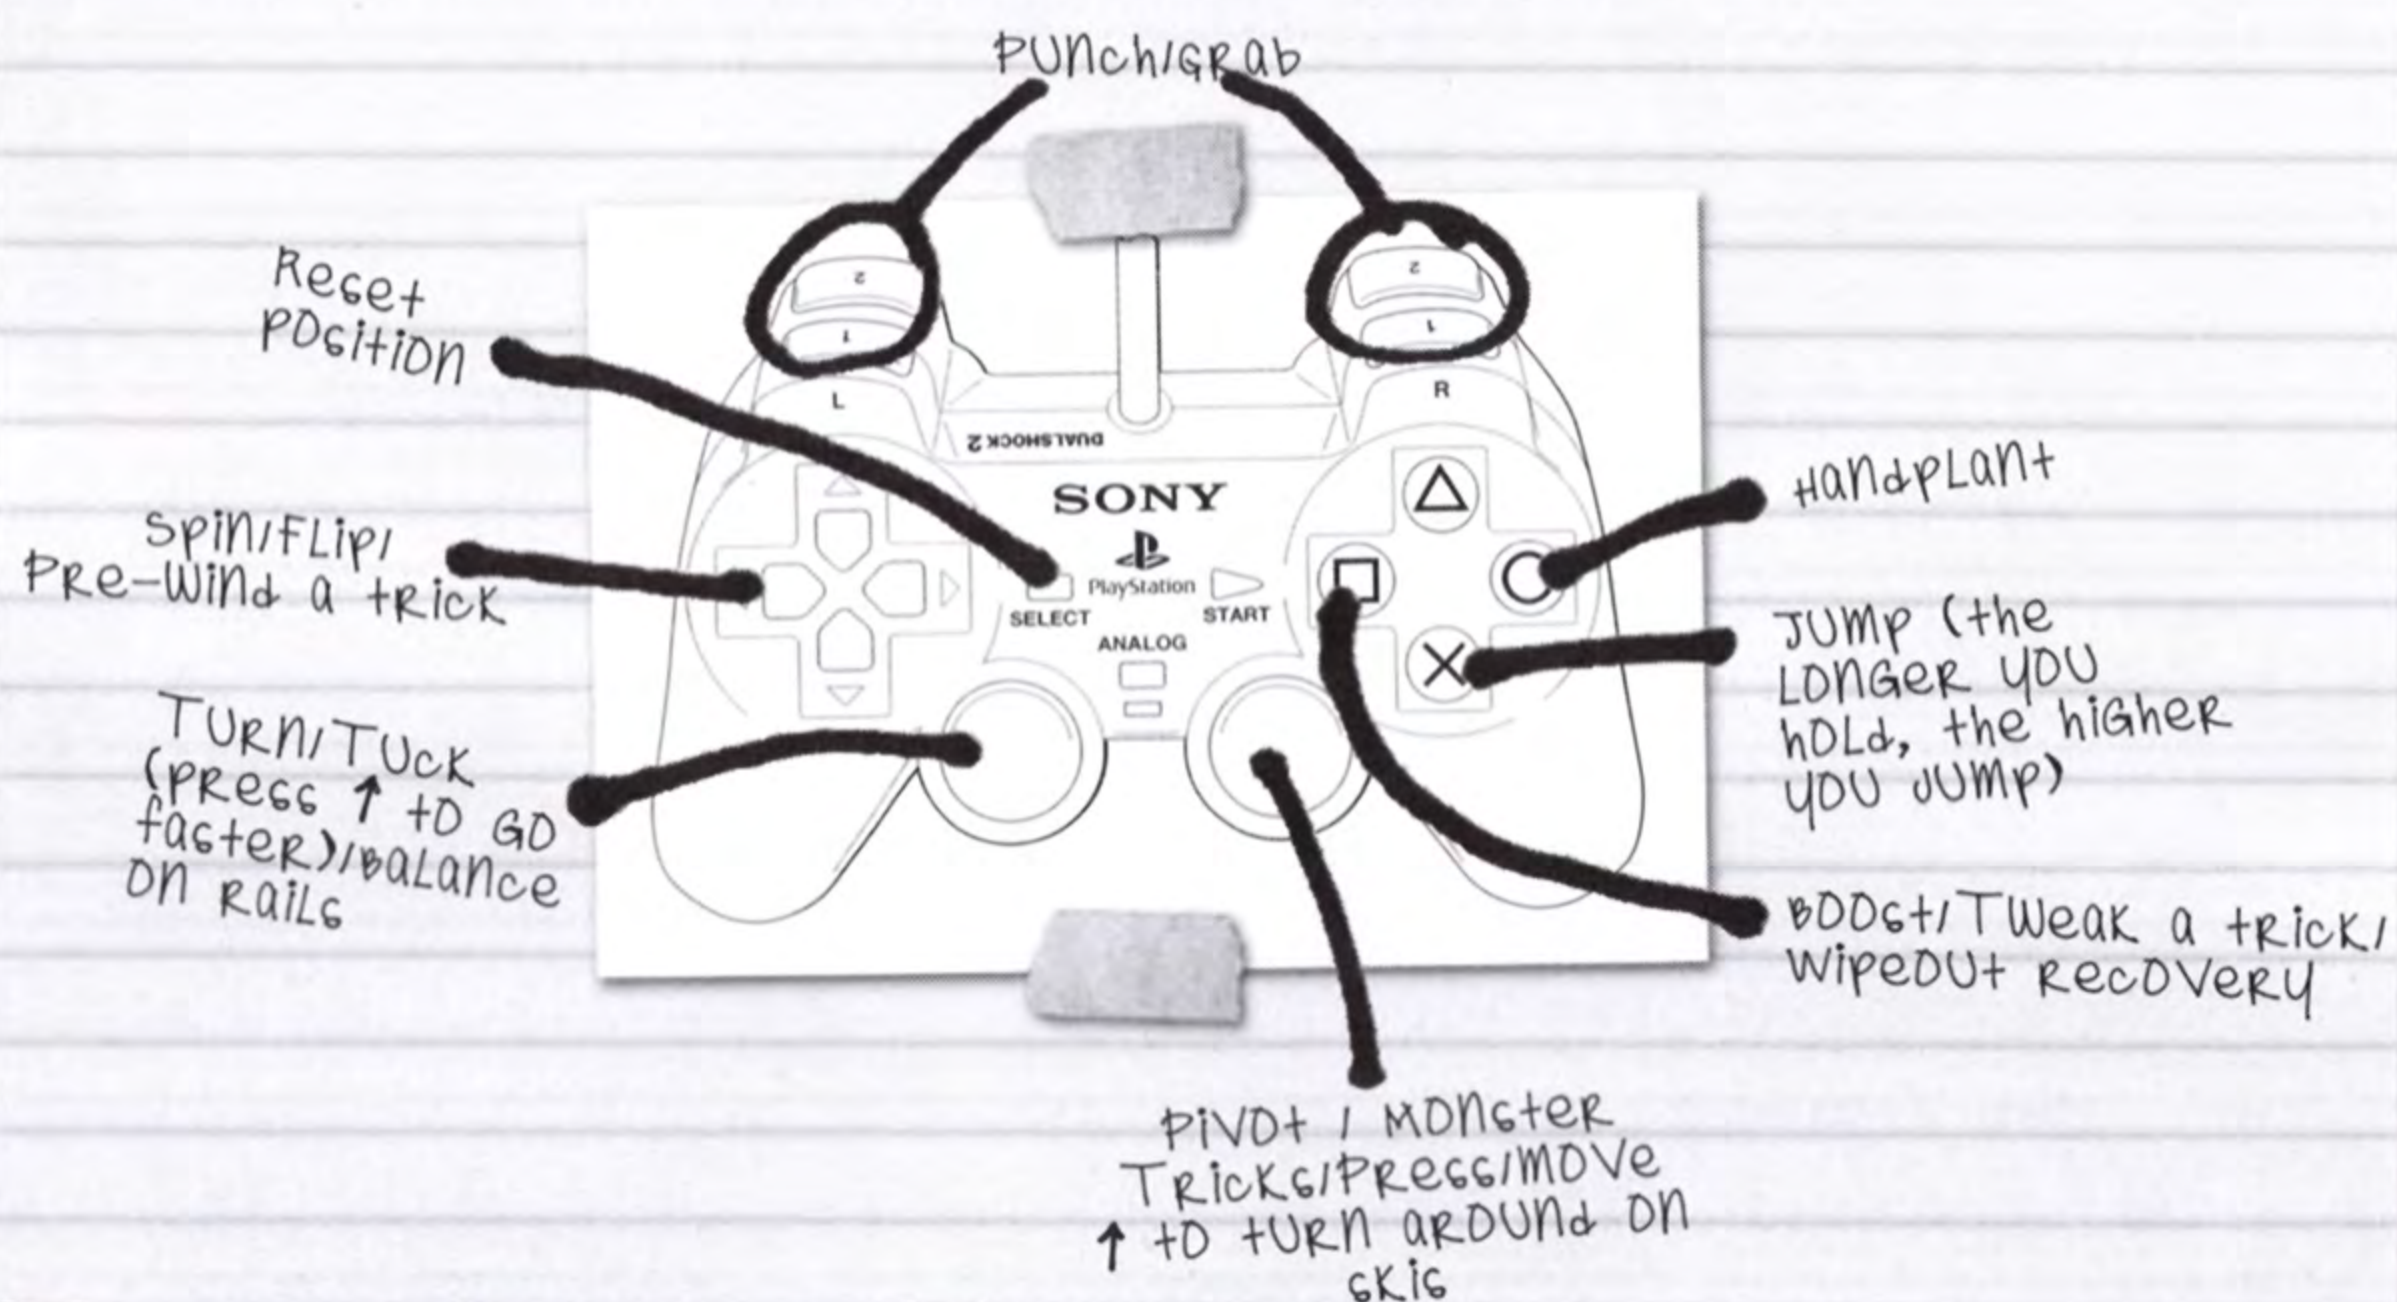 PUNCH/GRAB
Reset
Position
2
2
1
1
L
R
DUALSHOCK 2
SONY
PlayStation
SELECT
START
ANALOG
Handplant
Spin/Flip/
Pre-Wind a trick
Jump (the
longer you
hold, the higher
you jump)
Turn/Tuck
(press ↑ to go
faster)/Balance
on rails
Boost/Tweak a trick/
Wipeout Recovery
Pivot / Monster
Tricks/Press/Move
↑ to turn around on
skis